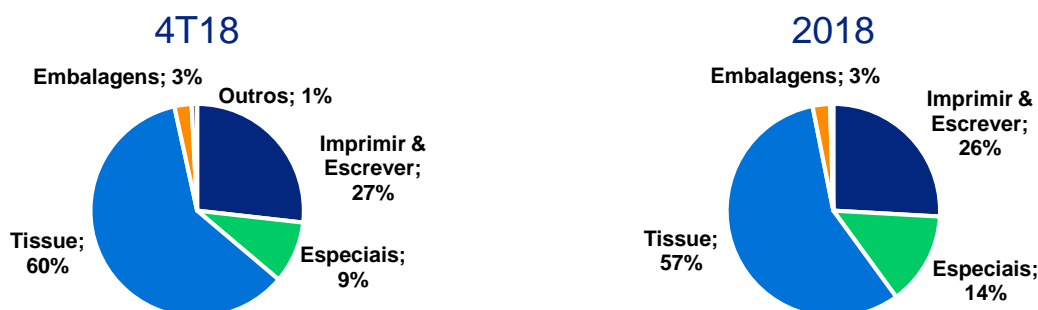 4T18
Embalagens; 3%
Outros; 1%
Imprimir &
Escrever;
27%
Tissue;
60%
Especiais;
9%
2018
Embalagens; 3%
Imprimir &
Escrever;
26%
Tissue;
57%
Especiais;
14%